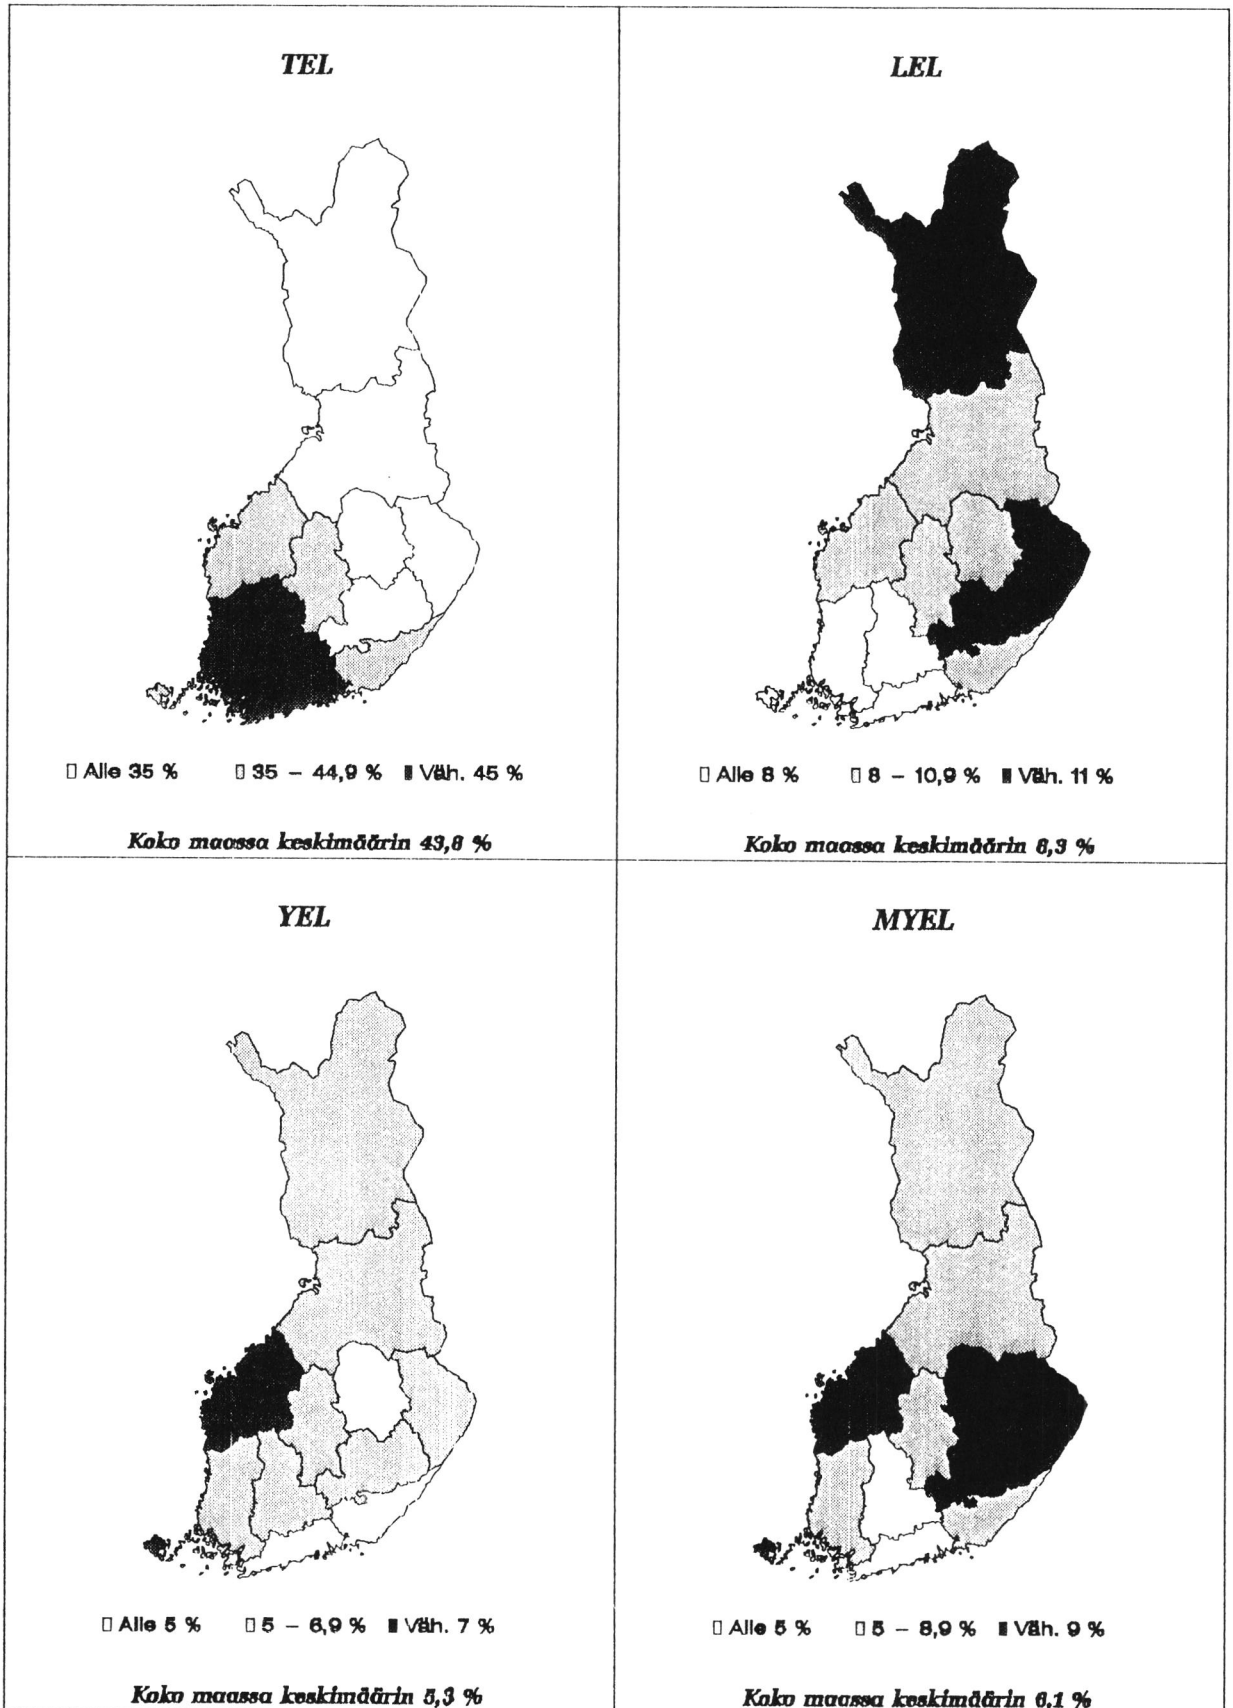 TEL
Alle 35 % 35 – 44,9 % Väh. 45 %
Koko maassa keskimäärin 43,8 %
LEL
Alle 8 % 8 – 10,9 % Väh. 11 %
Koko maassa keskimäärin 8,3 %
YEL
Alle 5 % 5 – 6,9 % Väh. 7 %
Koko maassa keskimäärin 5,3 %
MYEL
Alle 5 % 5 – 8,9 % Väh. 9 %
Koko maassa keskimäärin 6,1 %